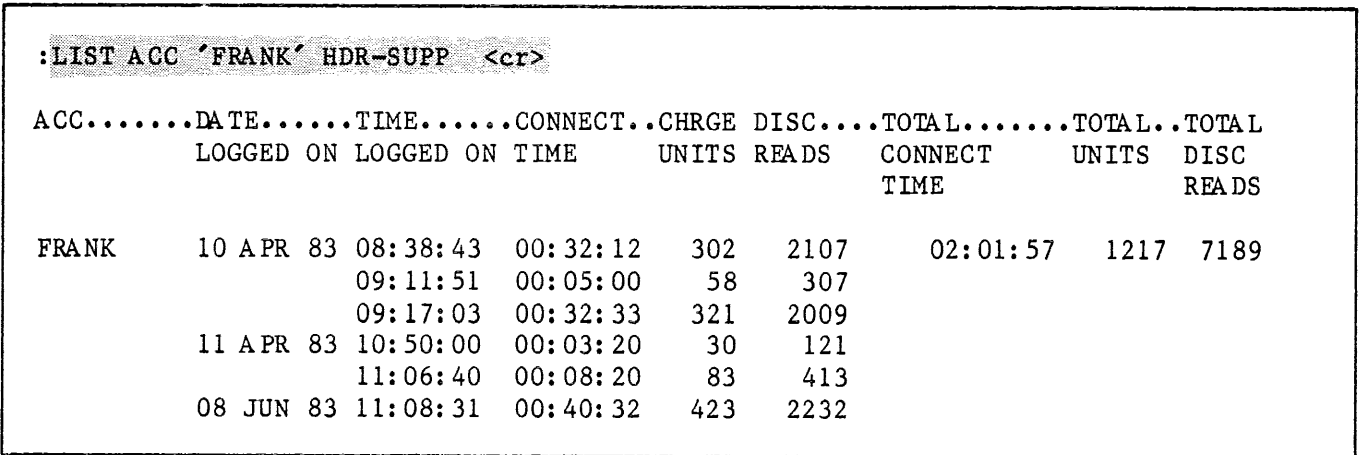 :LIST ACC 'FRANK' HDR-SUPP <cr>
ACC.......DATE......TIME......CONNECT..CHRGE DISC....TOTAL.......TOTAL..TOTAL
LOGGED ON LOGGED ON TIME UNITS READS CONNECT UNITS DISC
TIME READS
FRANK 10 APR 83 08:38:43 00:32:12 302 2107 02:01:57 1217 7189
09:11:51 00:05:00 58 307
09:17:03 00:32:33 321 2009
11 APR 83 10:50:00 00:03:20 30 121
11:06:40 00:08:20 83 413
08 JUN 83 11:08:31 00:40:32 423 2232